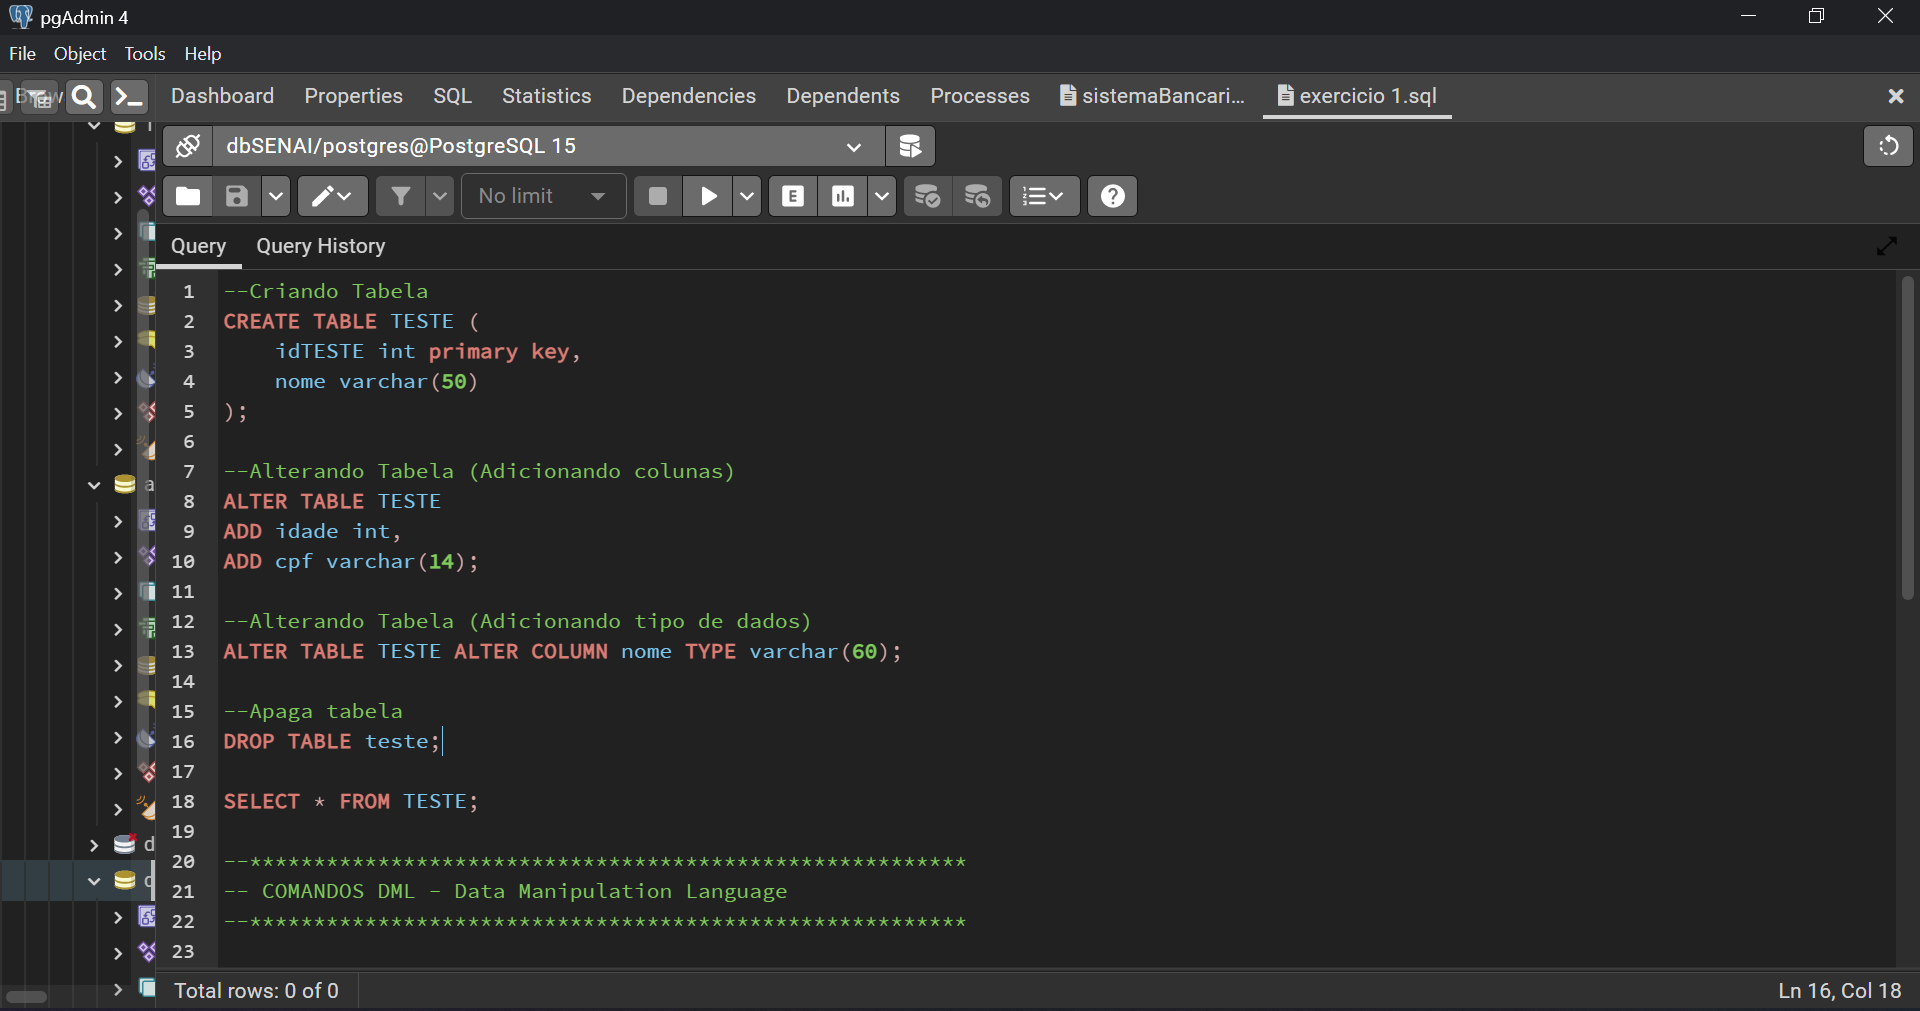 pgAdmin 4
File Object Tools Help
Dashboard Properties SQL Statistics Dependencies Dependents Processes sistemaBancari... exercicio 1.sql
dbSENAI/postgres@PostgreSQL 15
No limit
Query Query History
1 --Criando Tabela
2 CREATE TABLE TESTE (
3 idTESTE int primary key,
4 nome varchar(50)
5 );
6
7 --Alterando Tabela (Adicionando colunas)
8 ALTER TABLE TESTE
9 ADD idade int,
10 ADD cpf varchar(14);
11
12 --Alterando Tabela (Adicionando tipo de dados)
13 ALTER TABLE TESTE ALTER COLUMN nome TYPE varchar(60);
14
15 --Apaga tabela
16 DROP TABLE teste;
17
18 SELECT * FROM TESTE;
19
20 --********************************************************
21 -- COMANDOS DML - Data Manipulation Language
22 --********************************************************
23
Total rows: 0 of 0
Ln 16, Col 18